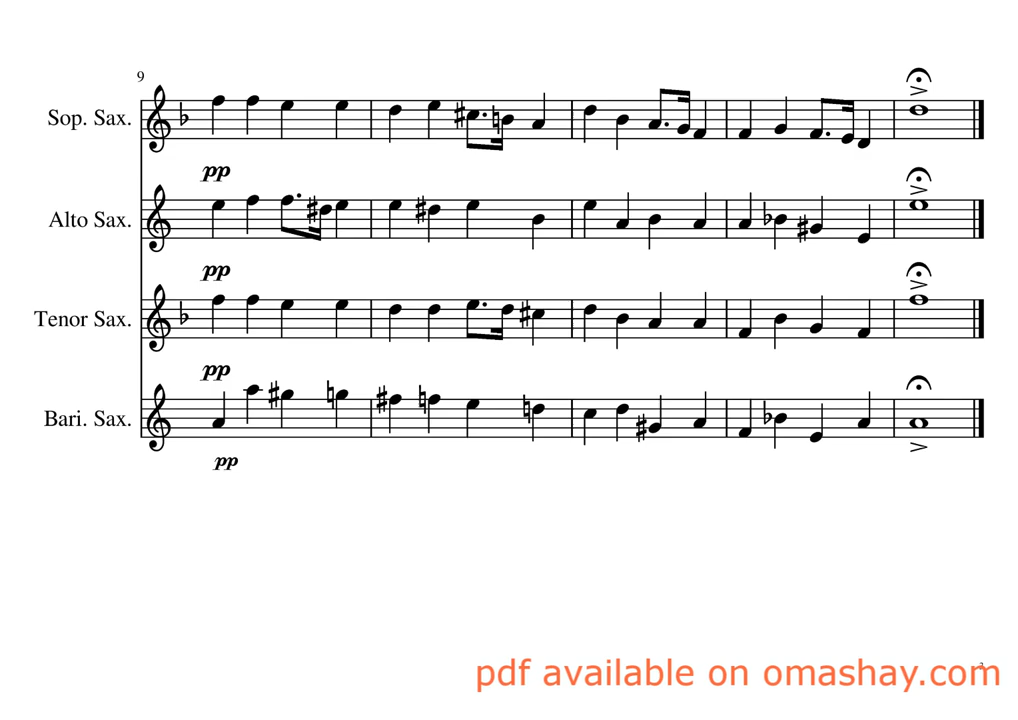 9
Sop. Sax.
pp
Alto Sax.
pp
Tenor Sax.
pp
Bari. Sax.
pp
pdf available on omashay.com